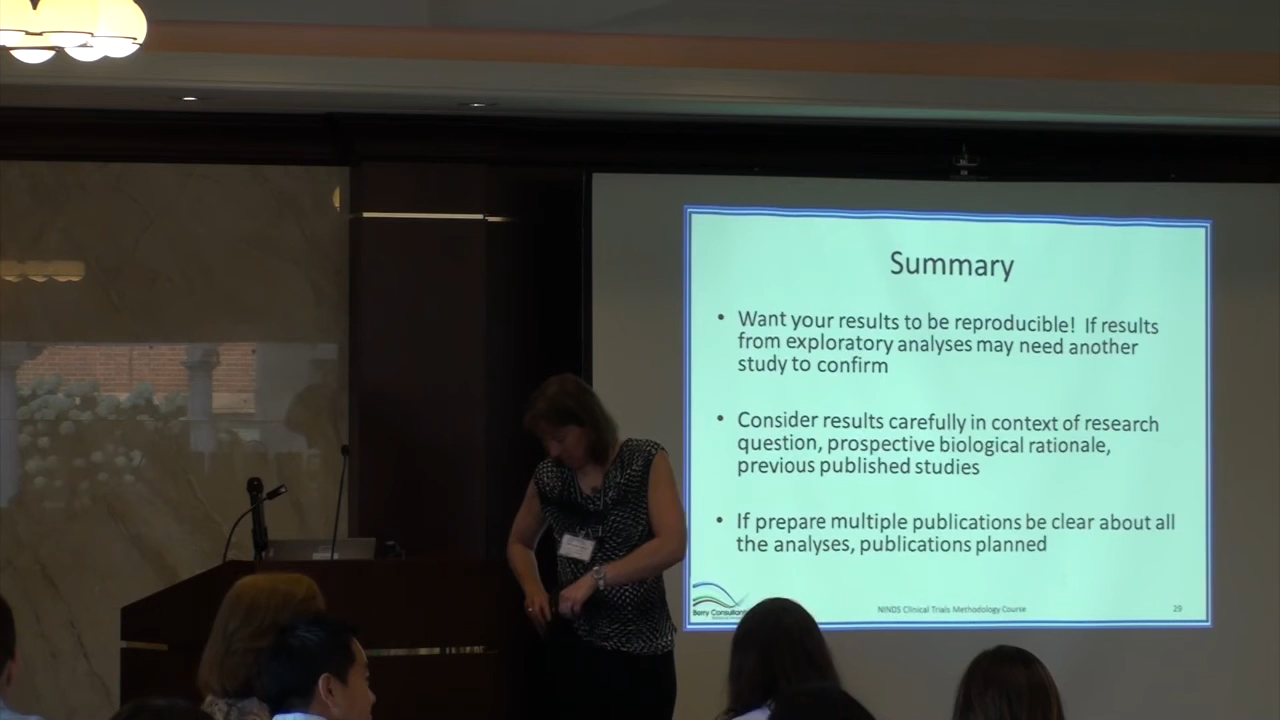 Summary
• Want your results to be reproducible! If results
from exploratory analyses may need another
study to confirm
• Consider results carefully in context of research
question, prospective biological rationale,
previous published studies
• If prepare multiple publications be clear about all
the analyses, publications planned
Berry Consultants
NINDS Clinical Trials Methodology Course
29